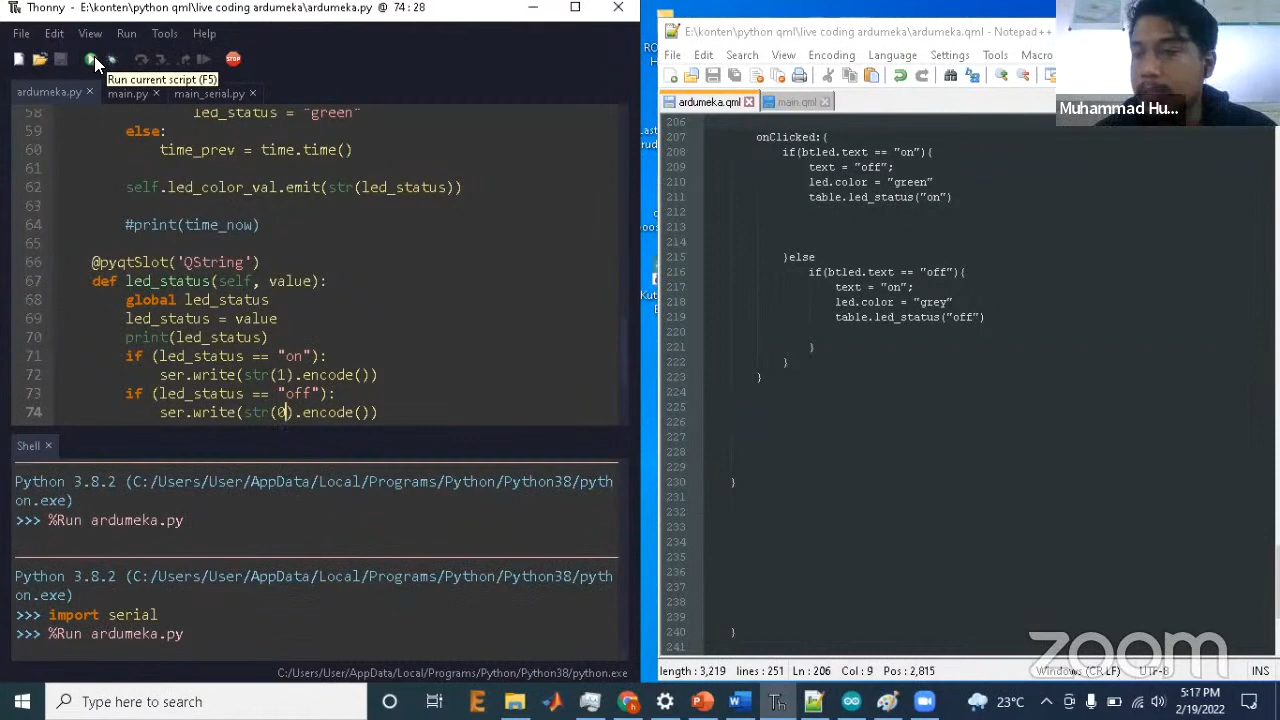 Thonny - E:\konten\python qml\live coding ardumeka\ardumeka.py @ 74 : 28
File Edit View Run Tools Help
Run current script (F5)
ardumeka.py main.py main_serial.py
58 led_status = "green"
59 else:
60 time_prev = time.time()
61
62 self.led_color_val.emit(str(led_status))
63
64 #print(time_now)
65
66 @pyqtSlot('QString')
67 def led_status(self, value):
68 global led_status
69 led_status = value
70 print(led_status)
71 if (led_status == "on"):
72 ser.write(str(1).encode())
73 if (led_status == "off"):
74 ser.write(str(0).encode())
Shell
Python 3.8.2 (C:/Users/User/AppData/Local/Programs/Python/Python38/pyth
on.exe)
>>> %Run ardumeka.py
Python 3.8.2 (C:/Users/User/AppData/Local/Programs/Python/Python38/pyth
on.exe)
>>> import serial
>>> %Run ardumeka.py
C:/Users/User/AppData/Local/Programs/Python/Python38/python.exe
E:\konten\python qml\live coding ardumeka\ardumeka.qml - Notepad++
File Edit Search View Encoding Language Settings Tools Macro
ardumeka.qml main.qml
206
207 onClicked:{
208 if(btled.text == "on"){
209 text = "off";
210 led.color = "green"
211 table.led_status("on")
212
213
214
215 }else
216 if(btled.text == "off"){
217 text = "on";
218 led.color = "grey"
219 table.led_status("off")
220
221 }
222 }
223 }
224
225
226
227
228
229
230 }
231
232
233
234
235
236
237
238
239
240 }
241
length : 3,219 lines : 251 Ln : 206 Col : 9 Pos : 2,815 Windows (CR LF) UTF-8 INS
Muhammad Hu...
zoom
Type here to search
23°C
5:17 PM
2/19/2022